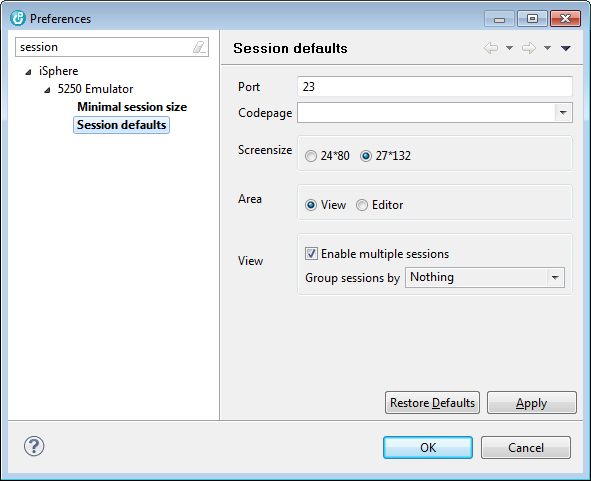 Preferences
session
Session defaults
iSphere
5250 Emulator
Minimal session size
Session defaults
Port 23
Codepage
Screensize 24*80 27*132
Area View Editor
View Enable multiple sessions
Group sessions by Nothing
Restore Defaults Apply
? OK Cancel